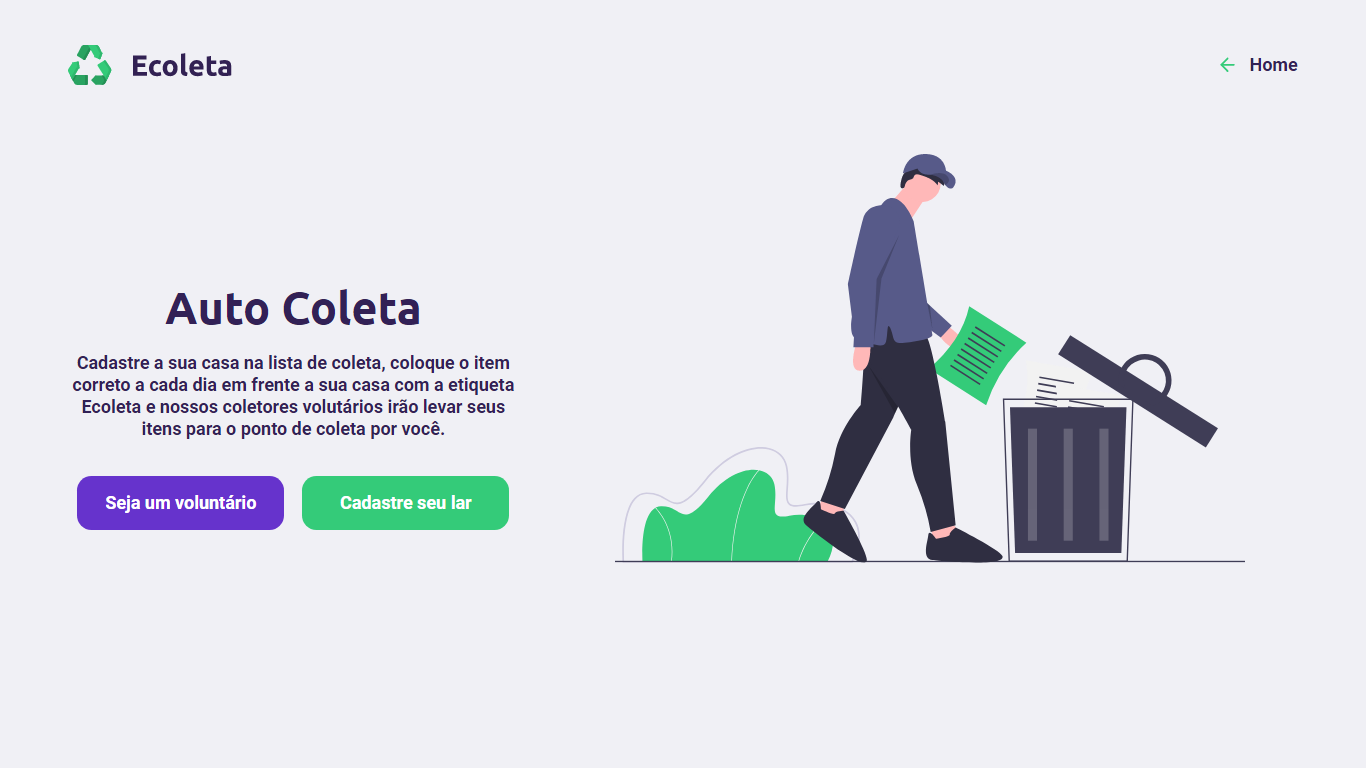 Ecoleta
Home
Auto Coleta
Cadastre a sua casa na lista de coleta, coloque o item
correto a cada dia em frente a sua casa com a etiqueta
Ecoleta e nossos coletores volutários irão levar seus
itens para o ponto de coleta por você.
Seja um voluntário
Cadastre seu lar